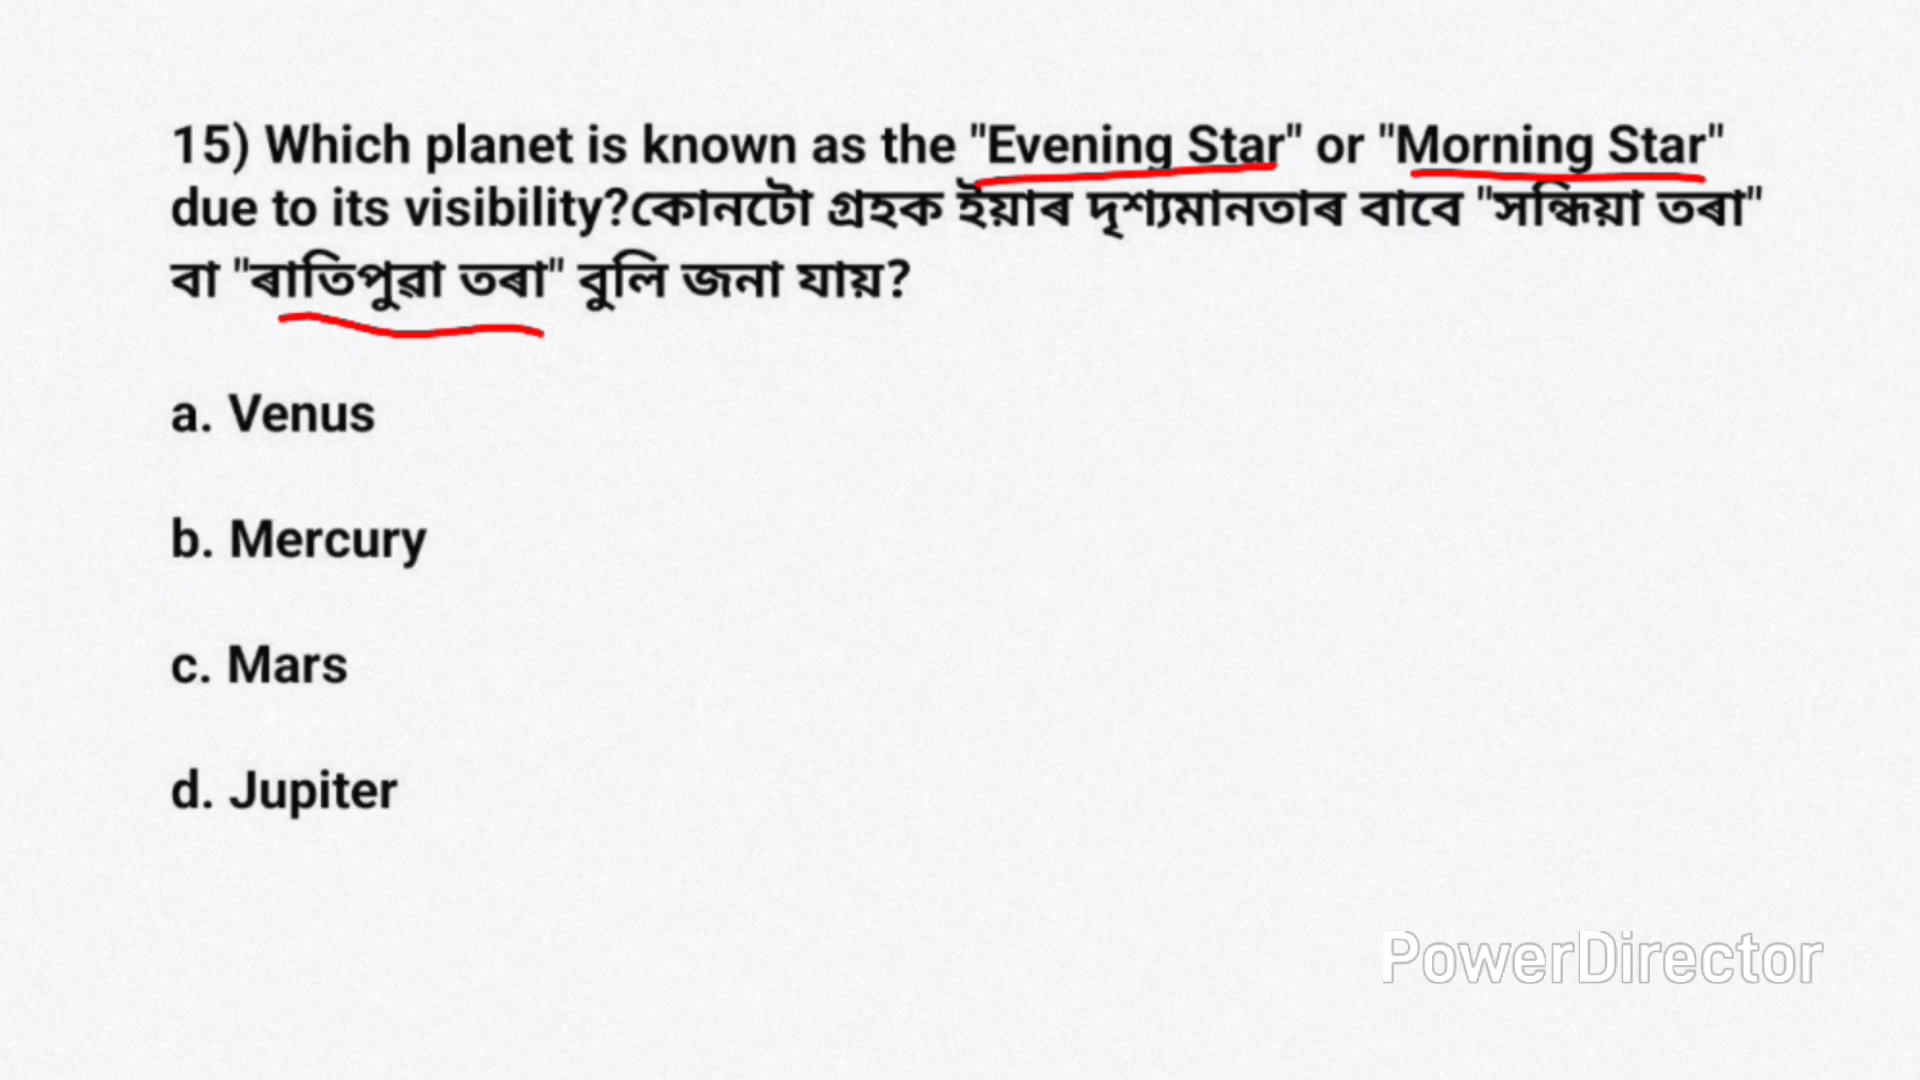 15) Which planet is known as the "Evening Star" or "Morning Star"
due to its visibility?কোনটো গ্ৰহক ইয়াৰ দৃশ্যমানতাৰ বাবে "সন্ধিয়া তৰা"
বা "ৰাতিপুৱা তৰা" বুলি জনা যায়?
a. Venus
b. Mercury
c. Mars
d. Jupiter
PowerDirector